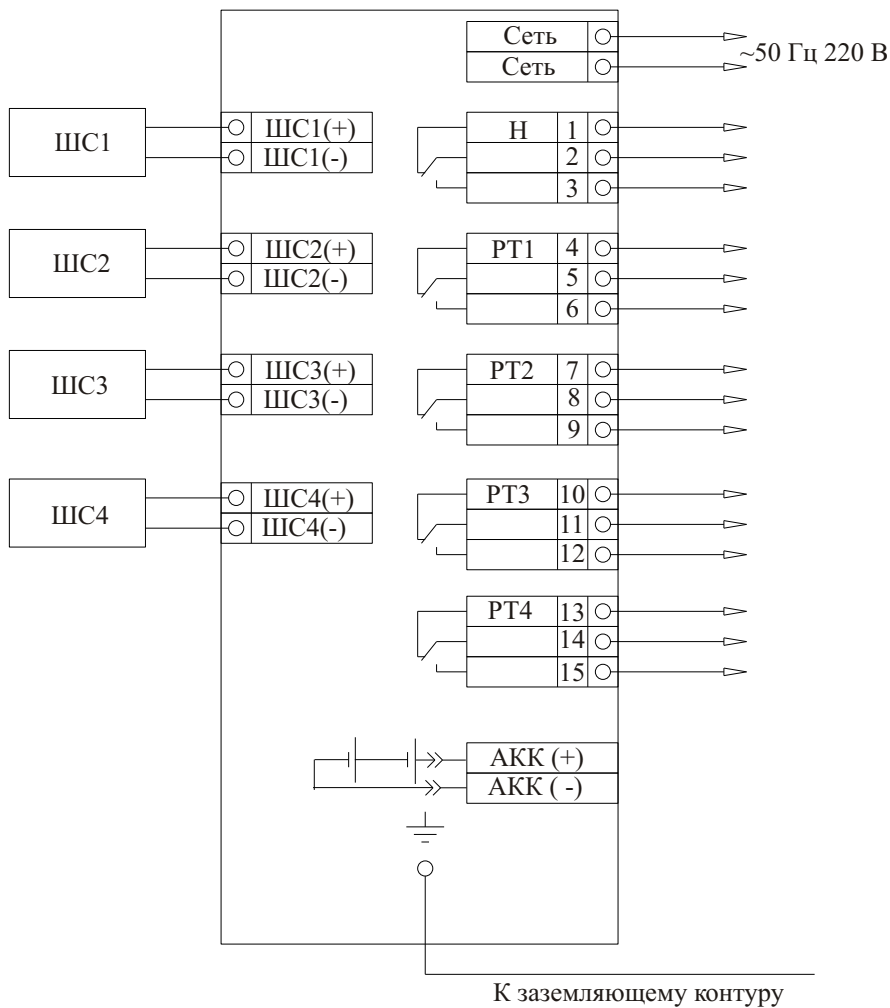 Сеть
Сеть
~50 Гц 220 В
ШС1
ШС1(+)
ШС1(-)
Н 1
2
3
ШС2
ШС2(+)
ШС2(-)
РТ1 4
5
6
ШС3
ШС3(+)
ШС3(-)
РТ2 7
8
9
ШС4
ШС4(+)
ШС4(-)
РТ3 10
11
12
РТ4 13
14
15
АКК (+)
АКК ( -)
К заземляющему контуру